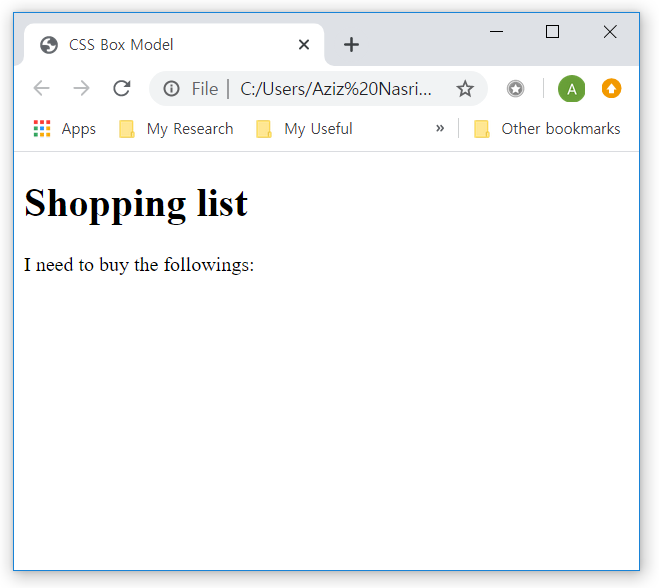 CSS Box Model
File | C:/Users/Aziz%20Nasri...
A
Apps My Research My Useful » Other bookmarks
Shopping list
I need to buy the followings: